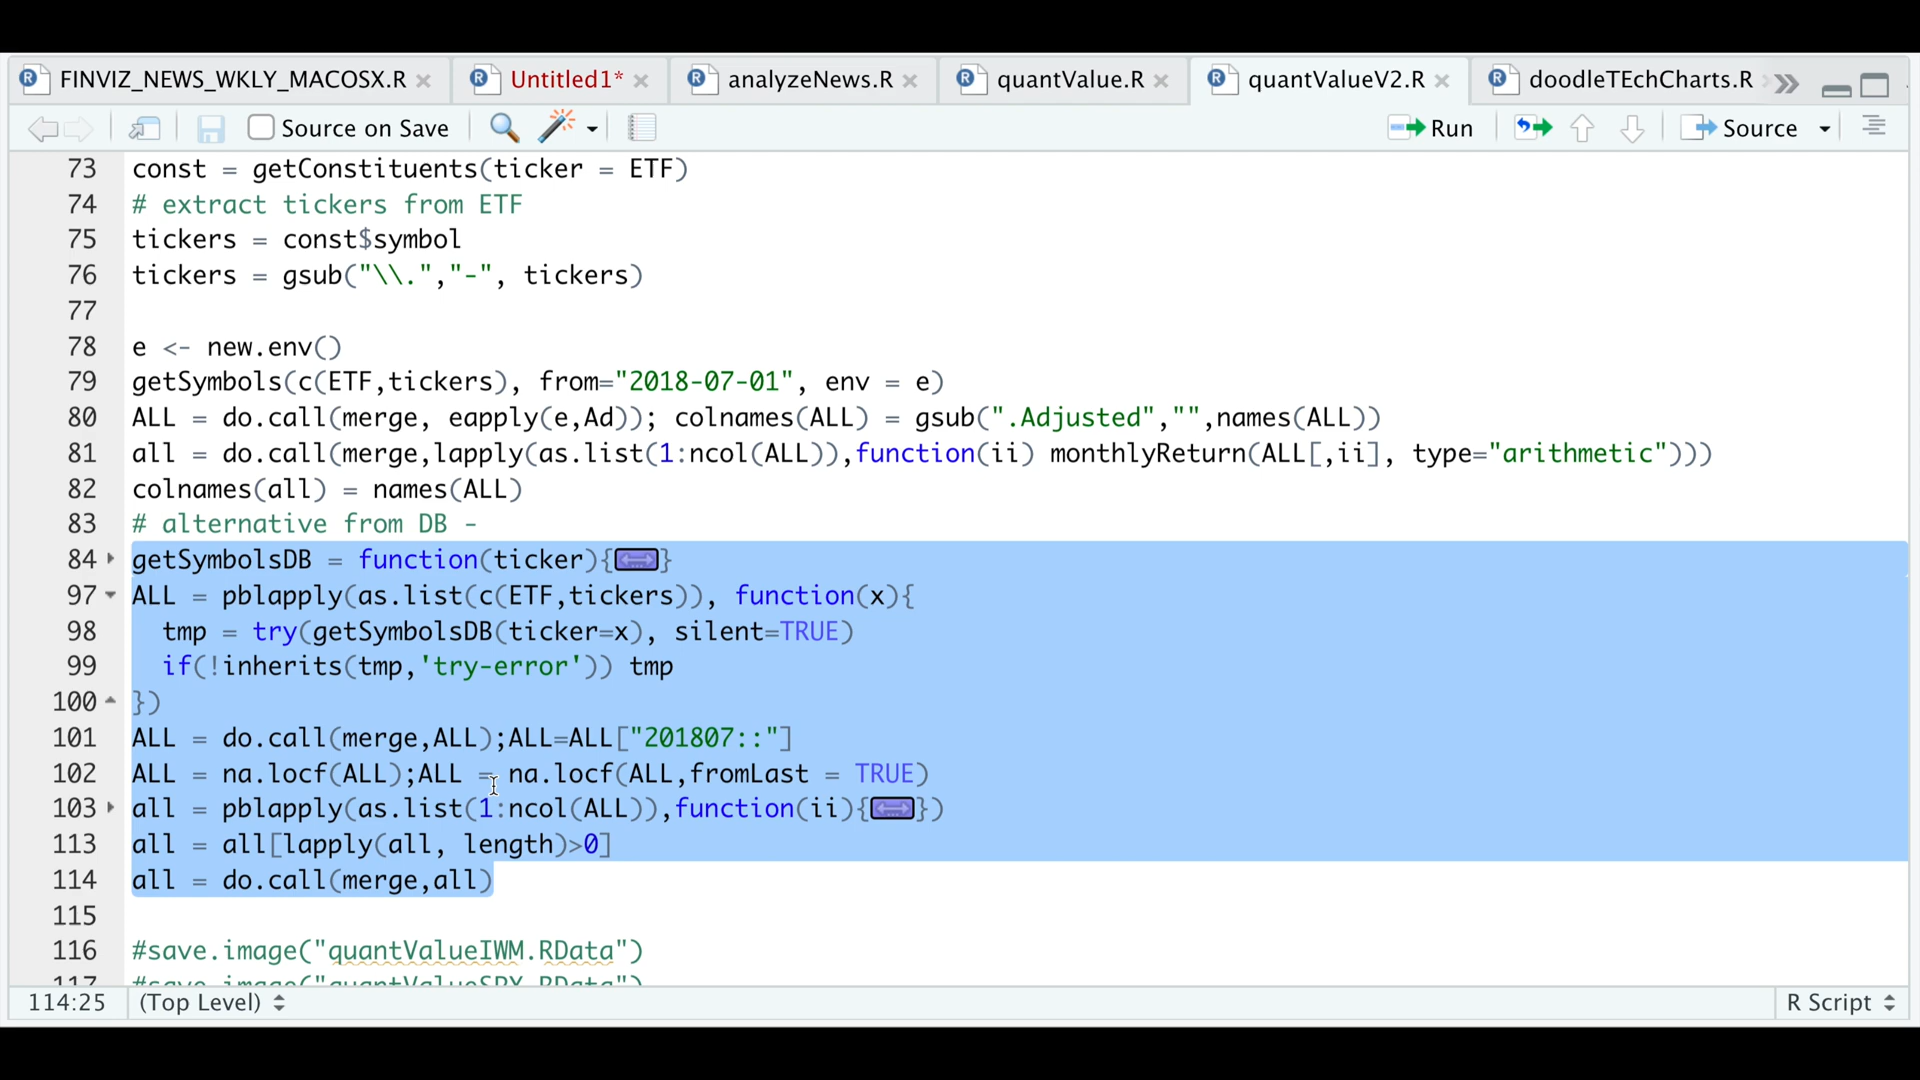 FINVIZ_NEWS_WKLY_MACOSX.R Untitled1* analyzeNews.R quantValue.R quantValueV2.R doodleTEchCharts.R
Source on Save Run Source
73 const = getConstituents(ticker = ETF)
74 # extract tickers from ETF
75 tickers = const$symbol
76 tickers = gsub("\\.","-", tickers)
77
78 e <- new.env()
79 getSymbols(c(ETF,tickers), from="2018-07-01", env = e)
80 ALL = do.call(merge, eapply(e,Ad)); colnames(ALL) = gsub(".Adjusted","",names(ALL))
81 all = do.call(merge,lapply(as.list(1:ncol(ALL)),function(ii) monthlyReturn(ALL[,ii], type="arithmetic")))
82 colnames(all) = names(ALL)
83 # alternative from DB -
84 getSymbolsDB = function(ticker){}
97 ALL = pblapply(as.list(c(ETF,tickers)), function(x){
98 tmp = try(getSymbolsDB(ticker=x), silent=TRUE)
99 if(!inherits(tmp,'try-error')) tmp
100 })
101 ALL = do.call(merge,ALL);ALL=ALL["201807::"]
102 ALL = na.locf(ALL);ALL = na.locf(ALL,fromLast = TRUE)
103 all = pblapply(as.list(1:ncol(ALL)),function(ii){})
113 all = all[lapply(all, length)>0]
114 all = do.call(merge,all)
115
116 #save.image("quantValueIWM.RData")
117 #save.image("quantValueSPY.RData")
114:25 (Top Level) R Script